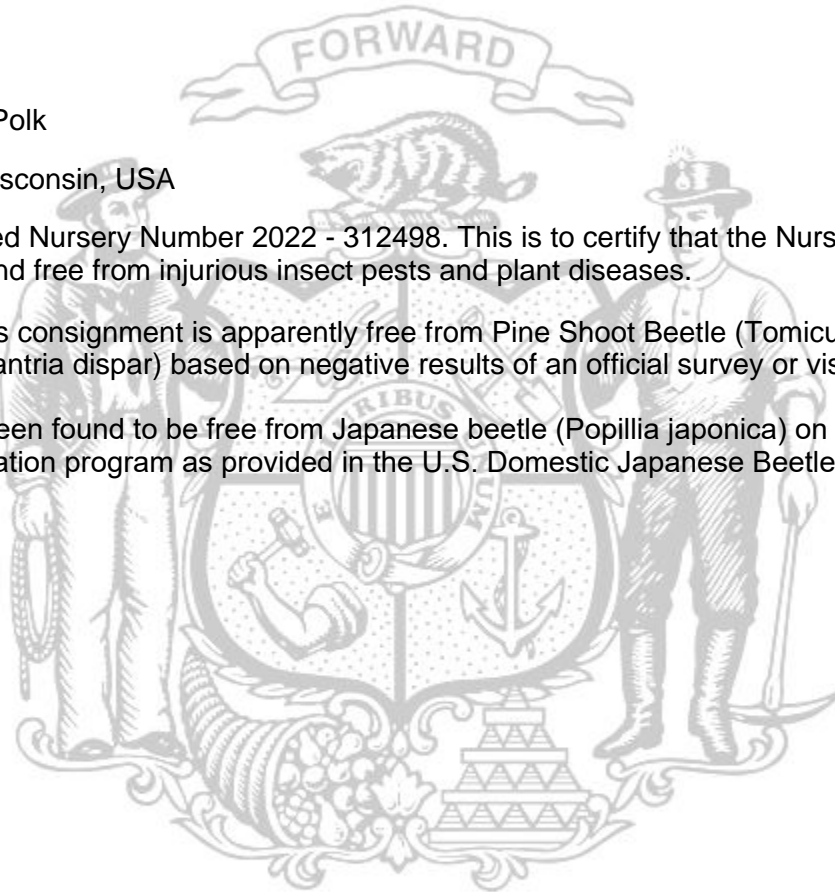 FORWARD
Polk
sconsin, USA
ed Nursery Number 2022 - 312498. This is to certify that the Nurs
nd free from injurious insect pests and plant diseases.
s consignment is apparently free from Pine Shoot Beetle (Tomicu
antria dispar) based on negative results of an official survey or vis
een found to be free from Japanese beetle (Popillia japonica) on
ation program as provided in the U.S. Domestic Japanese Beetle
RIBUS
E
UM